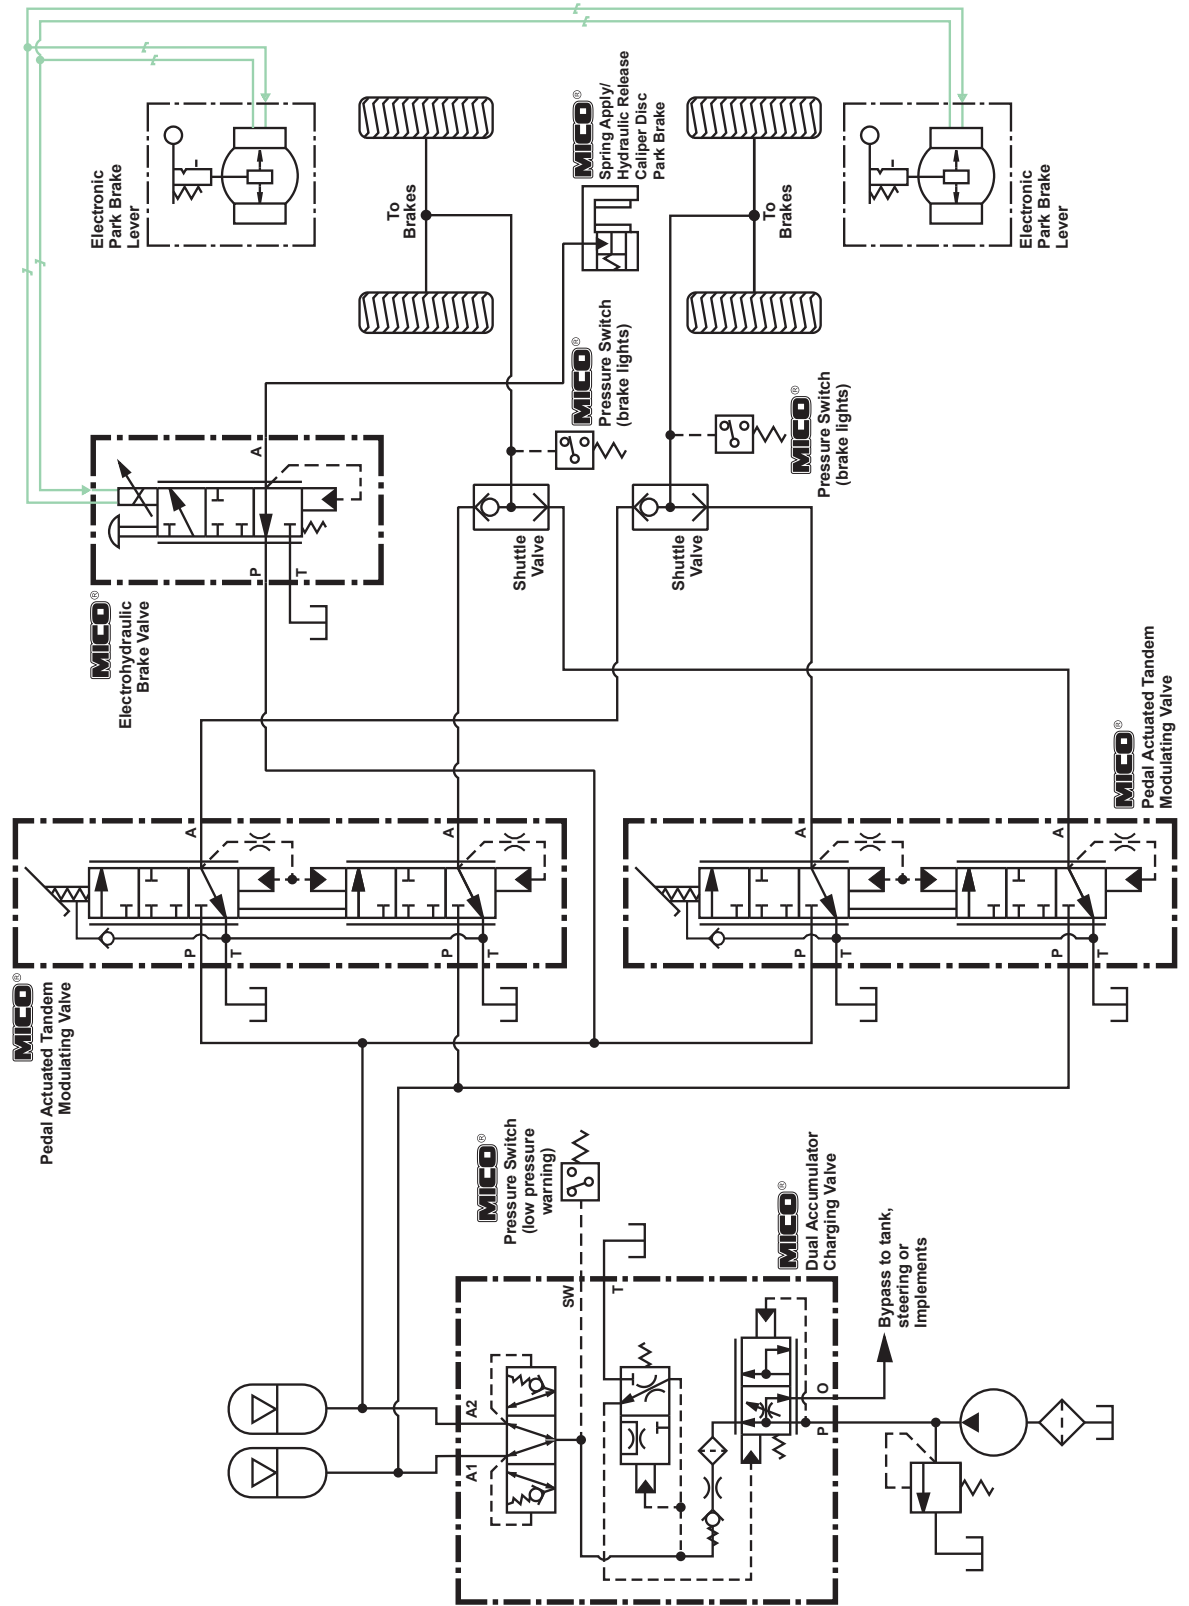 Electronic
Park Brake
Lever
To
Brakes
MICO®
Spring Apply/
Hydraulic Release
Caliper Disc
Park Brake
To
Brakes
Electronic
Park Brake
Lever
MICO®
Pressure Switch
(brake lights)
MICO®
Pressure Switch
(brake lights)
A
P
T
MICO®
Electrohydraulic
Brake Valve
Shuttle
Valve
Shuttle
Valve
MICO®
Pedal Actuated Tandem
Modulating Valve
A
A
P
T
P
T
A
A
P
T
P
T
MICO®
Pedal Actuated Tandem
Modulating Valve
MICO®
Pressure Switch
(low pressure
warning)
MICO®
Dual Accumulator
Charging Valve
Bypass to tank,
steering or
Implements
A2
A1
SW
T
O
P